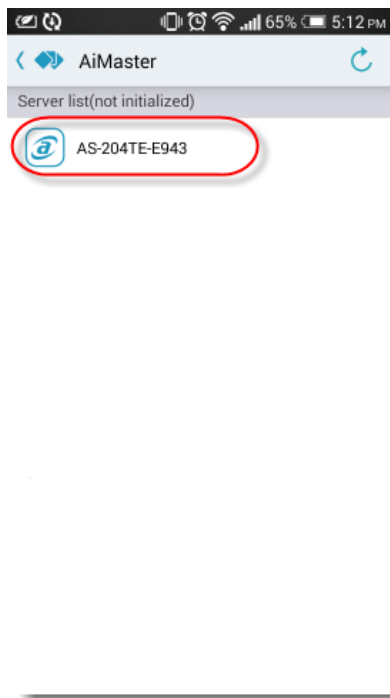 65% 5:12 PM
AiMaster
Server list(not initialized)
AS-204TE-E943